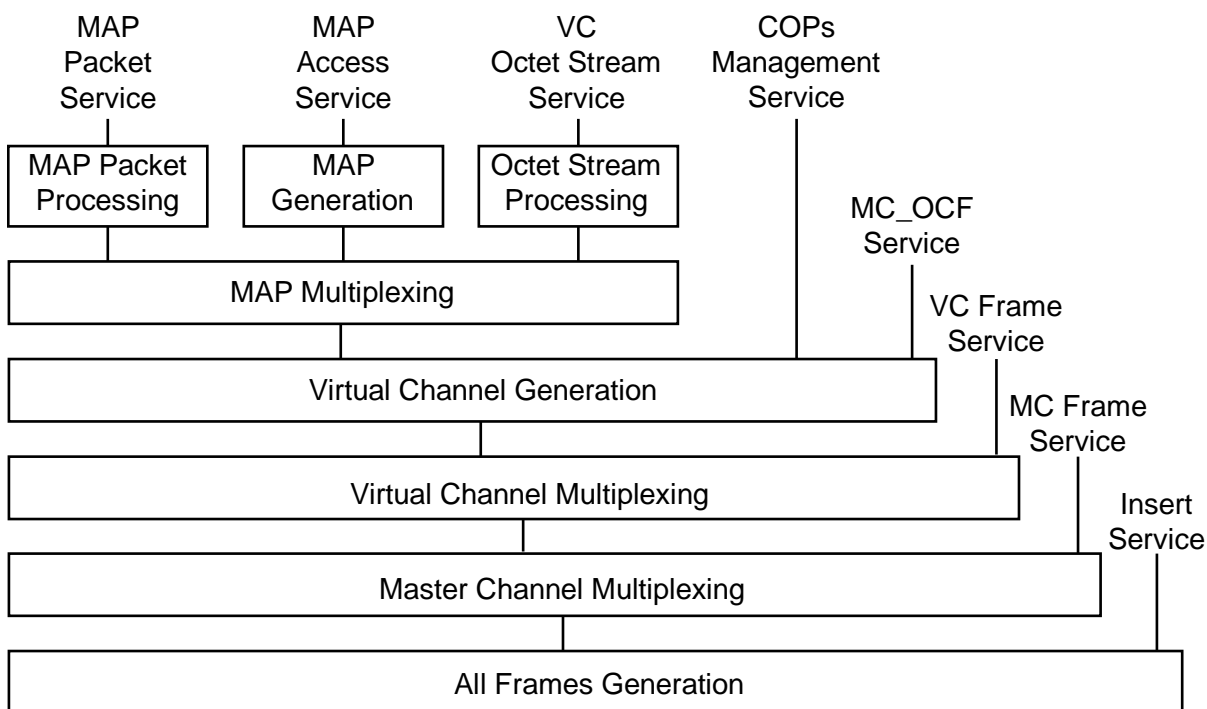 MAP
Packet
Service
MAP
Access
Service
VC
Octet Stream
Service
COPs
Management
Service
MAP Packet
Processing
MAP
Generation
Octet Stream
Processing
MC_OCF
Service
MAP Multiplexing
VC Frame
Service
Virtual Channel Generation
MC Frame
Service
Virtual Channel Multiplexing
Insert
Service
Master Channel Multiplexing
All Frames Generation